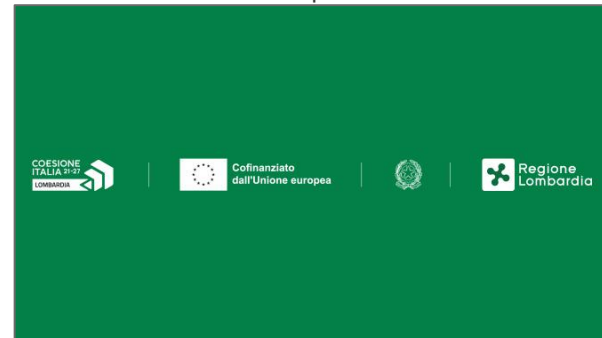 COESIONE
ITALIA 21-27
LOMBARDIA
Cofinanziato
dall'Unione europea
Regione
Lombardia